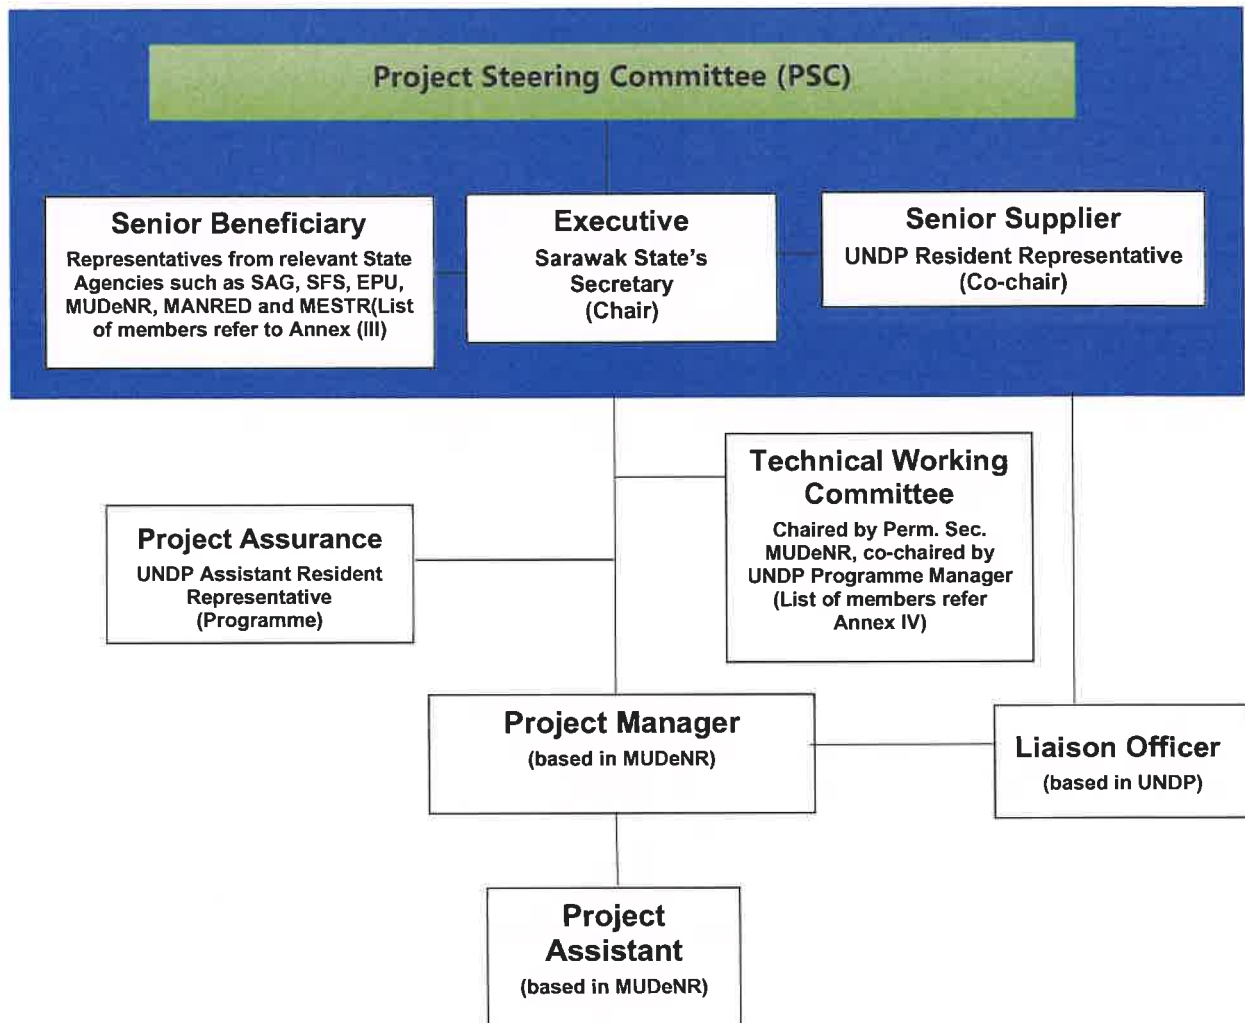 Project Steering Committee (PSC)
Senior Beneficiary
Representatives from relevant State
Agencies such as SAG, SFS, EPU,
MUDeNR, MANRED and MESTR(List
of members refer to Annex (III)
Executive
Sarawak State's
Secretary
(Chair)
Senior Supplier
UNDP Resident Representative
(Co-chair)
Technical Working
Committee
Chaired by Perm. Sec.
MUDeNR, co-chaired by
UNDP Programme Manager
(List of members refer
Annex IV)
Project Assurance
UNDP Assistant Resident
Representative
(Programme)
Project Manager
(based in MUDeNR)
Liaison Officer
(based in UNDP)
Project
Assistant
(based in MUDeNR)